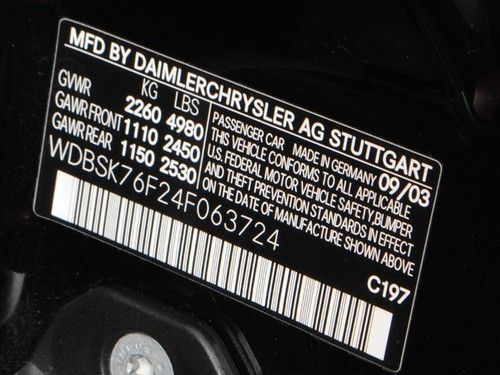 MFD BY DAIMLERCHRYSLER AG STUTTGART
KG LBS
GVWR 2260 4980
GAWR FRONT 1110 2450
GAWR REAR 1150 2530
PASSENGER CAR MADE IN GERMANY 09/03
THIS VEHICLE CONFORMS TO ALL APPLICABLE
U.S. FEDERAL MOTOR VEHICLE SAFETY, BUMPER
AND THEFT PREVENTION STANDARDS IN EFFECT
ON THE DATE OF MANUFACTURE SHOWN ABOVE
WDBSK76F24F063724
C197